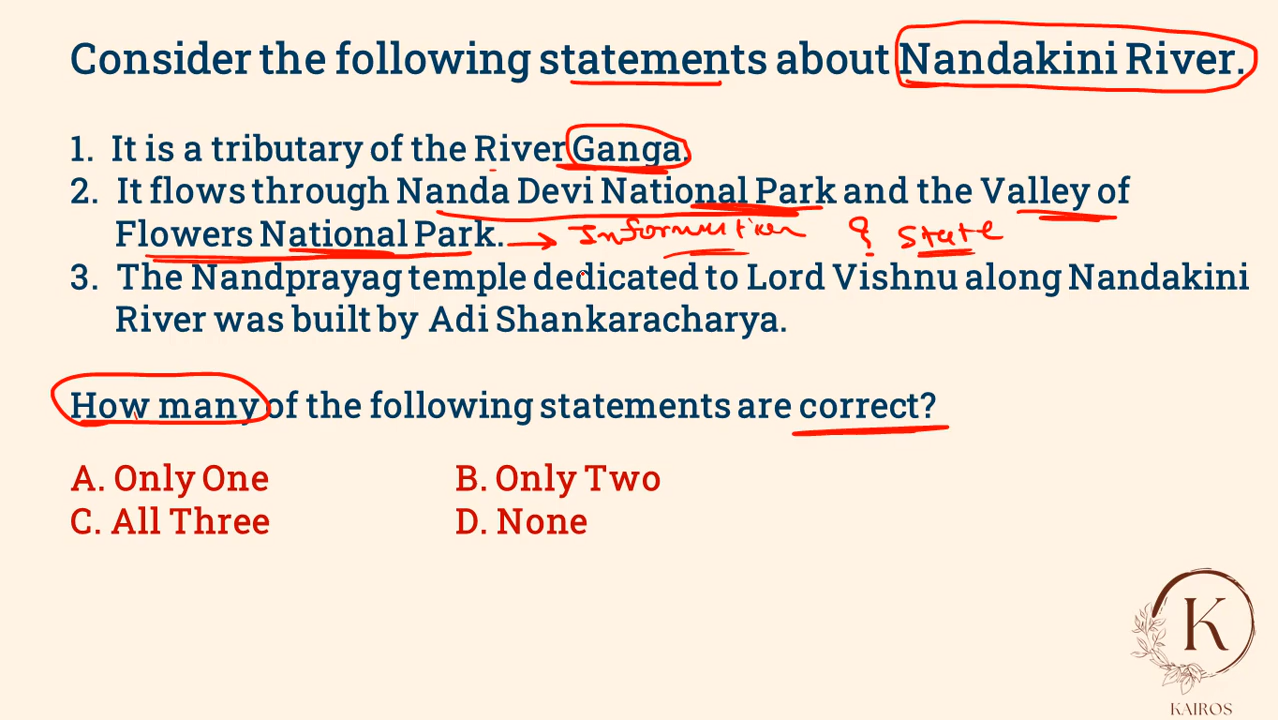 Consider the following statements about Nandakini River.
1. It is a tributary of the River Ganga.
2. It flows through Nanda Devi National Park and the Valley of
Flowers National Park. → Information & State
3. The Nandprayag temple dedicated to Lord Vishnu along Nandakini
River was built by Adi Shankaracharya.
How many of the following statements are correct?
A. Only One B. Only Two
C. All Three D. None
K
KAIROS